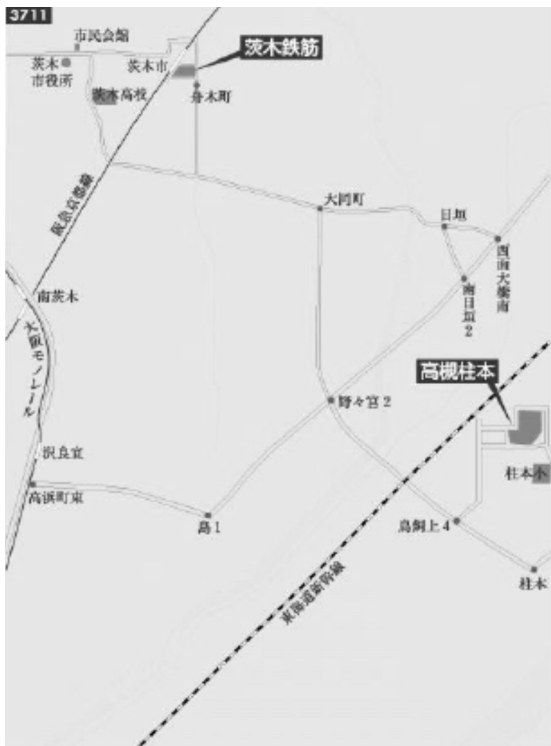 3711
市民会館
茨木
市役所
茨木市
茨木鉄筋
茨木高校
舟木町
阪急京都線
大同町
目垣
西面大橋南
南目垣2
南茨木
大阪モノレール
高槻柱本
野々宮2
沢良宜
柱本小
高浜町東
島1
鳥飼上4
東海道新幹線
柱本